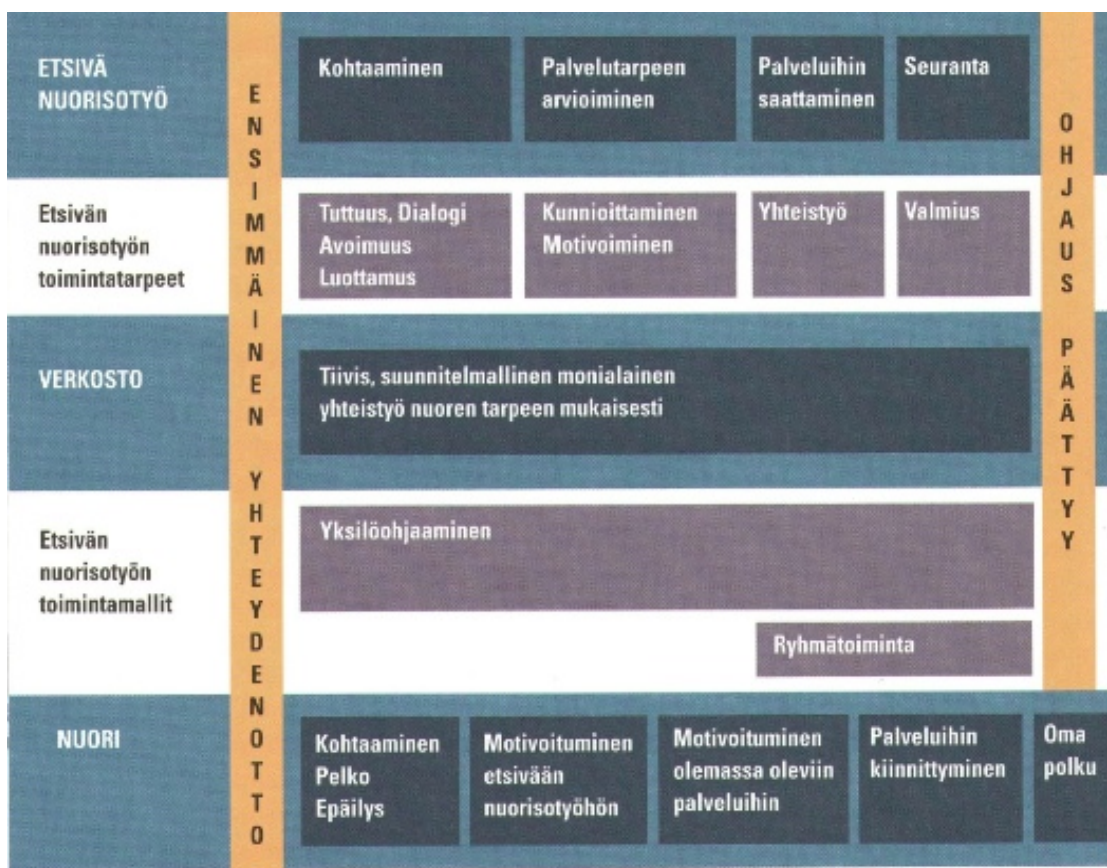 ETSIVÄ
NUORISOTYÖ
ENSIMMÄINEN YHTEYDENOTTO
Kohtaaminen
Palvelutarpeen
arvioiminen
Palveluihin
saattaminen
Seuranta
OHJAUS PÄÄTTYY
Etsivän
nuorisotyön
toimintatarpeet
Tuttuus, Dialogi
Avoimuus
Luottamus
Kunnioittaminen
Motivoiminen
Yhteistyö
Valmius
VERKOSTO
Tiivis, suunnitelmallinen monialainen
yhteistyö nuoren tarpeen mukaisesti
Etsivän
nuorisotyön
toimintamallit
Yksilöohjaaminen
Ryhmätoiminta
NUORI
Kohtaaminen
Pelko
Epäilys
Motivoituminen
etsivään
nuorisotyöhön
Motivoituminen
olemassa oleviin
palveluihin
Palveluihin
kiinnittyminen
Oma
polku